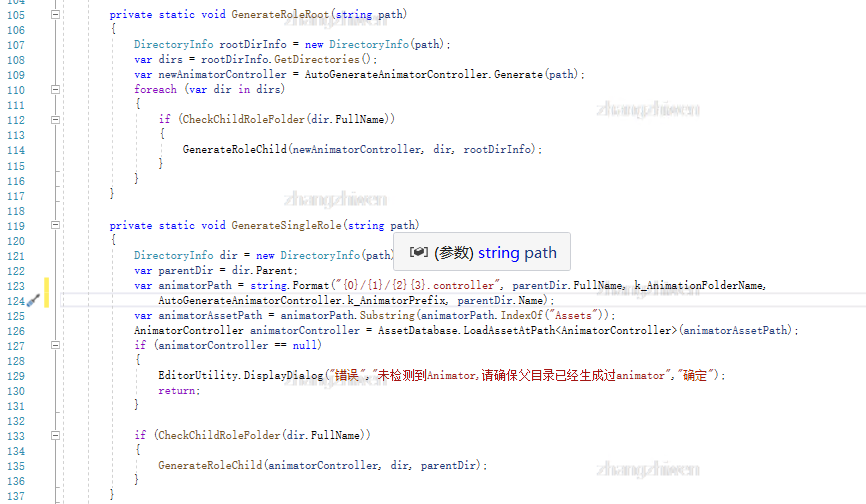 105 private static void GenerateRoleRoot(string path)
106 {
107 DirectoryInfo rootDirInfo = new DirectoryInfo(path);
108 var dirs = rootDirInfo.GetDirectories();
109 var newAnimatorController = AutoGenerateAnimatorController.Generate(path);
110 foreach (var dir in dirs)
111 {
112 if (CheckChildRoleFolder(dir.FullName))
113 {
114 GenerateRoleChild(newAnimatorController, dir, rootDirInfo);
115 }
116 }
117 }
118
119 private static void GenerateSingleRole(string path)
120 {
(参数) string path
121 DirectoryInfo dir = new DirectoryInfo(path)
122 var parentDir = dir.Parent;
123 var animatorPath = string.Format("{0}/{1}/{2}{3}.controller", parentDir.FullName, k_AnimationFolderName,
124 AutoGenerateAnimatorController.k_AnimatorPrefix, parentDir.Name);
125 var animatorAssetPath = animatorPath.Substring(animatorPath.IndexOf("Assets"));
126 AnimatorController animatorController = AssetDatabase.LoadAssetAtPath<AnimatorController>(animatorAssetPath);
127 if (animatorController == null)
128 {
129 EditorUtility.DisplayDialog("错误","未检测到Animator,请确保父目录已经生成过animator","确定");
130 return;
131 }
132
133 if (CheckChildRoleFolder(dir.FullName))
134 {
135 GenerateRoleChild(animatorController, dir, parentDir);
136 }
137 }
zhangzhiwen
zhangzhiwen
zhangzhiwen
zhangzhiwen
zhangzhiwen
zhangzhiwen